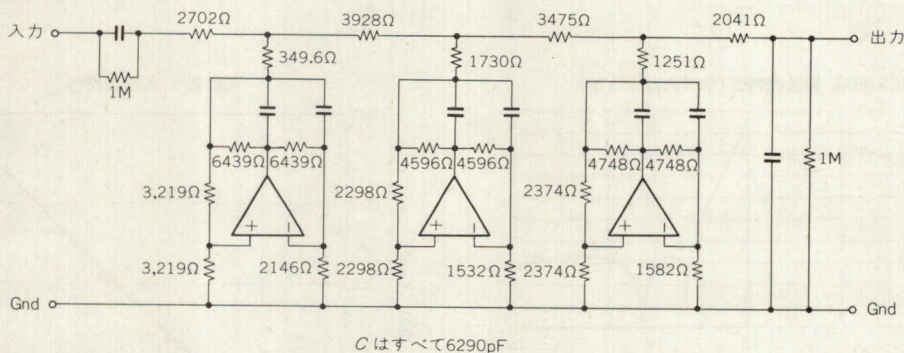 2702Ω
3928Ω
3475Ω
2041Ω
入力
出力
1M
349.6Ω
1730Ω
1251Ω
6439Ω
6439Ω
4596Ω
4596Ω
4748Ω
4748Ω
1M
3,219Ω
2298Ω
2374Ω
+
−
+
−
+
−
3,219Ω
2146Ω
2298Ω
1532Ω
2374Ω
1582Ω
Gnd
Gnd
Cはすべて6290pF